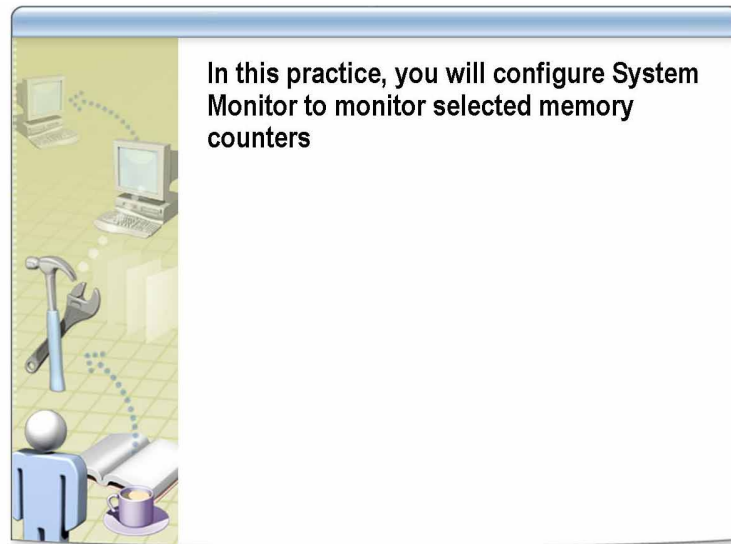 In this practice, you will configure System
Monitor to monitor selected memory
counters